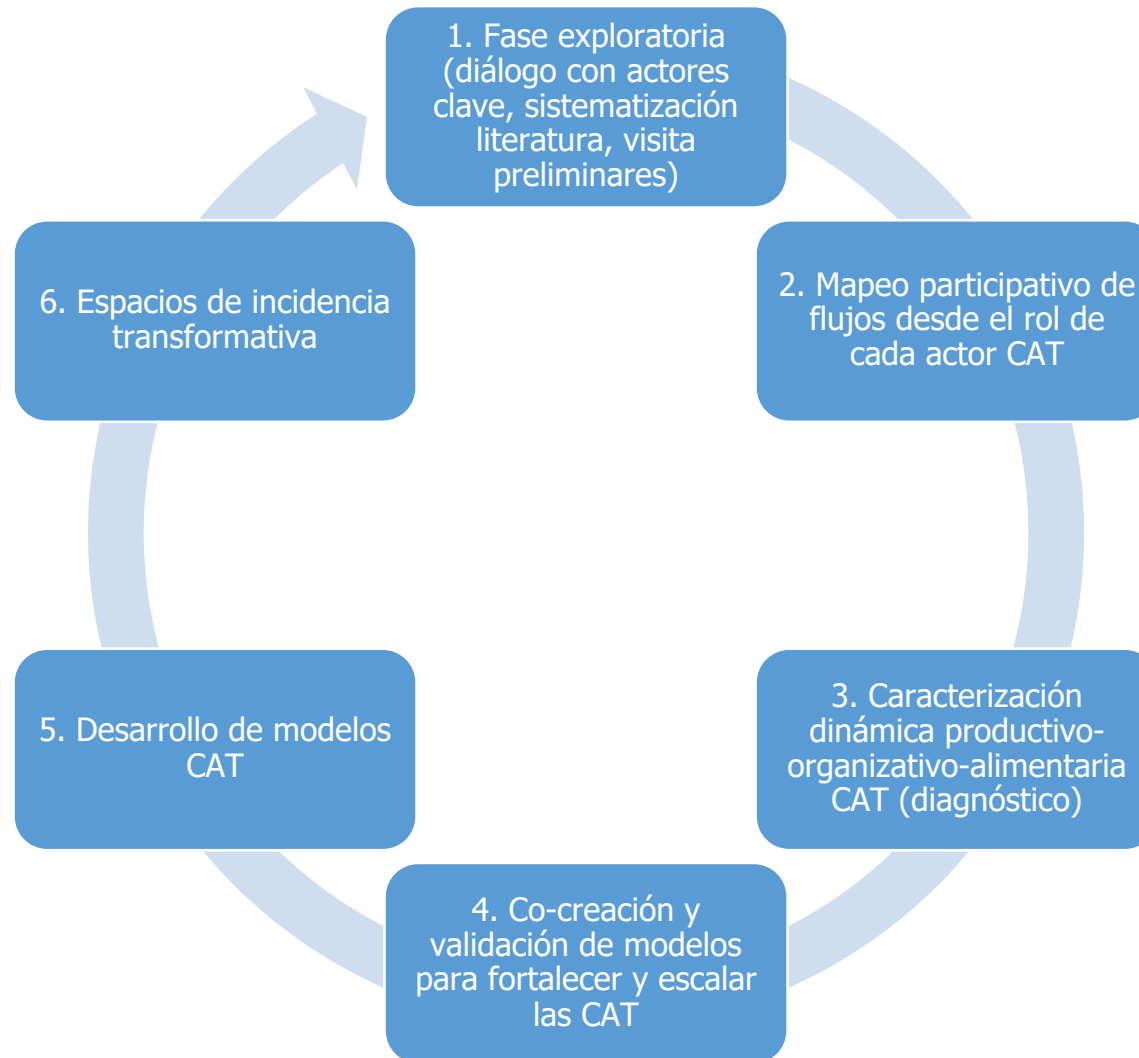 1. Fase exploratoria
(diálogo con actores
clave, sistematización
literatura, visita
preliminares)
2. Mapeo participativo de
flujos desde el rol de
cada actor CAT
3. Caracterización
dinámica productivo-
organizativo-alimentaria
CAT (diagnóstico)
4. Co-creación y
validación de modelos
para fortalecer y escalar
las CAT
5. Desarrollo de modelos
CAT
6. Espacios de incidencia
transformativa